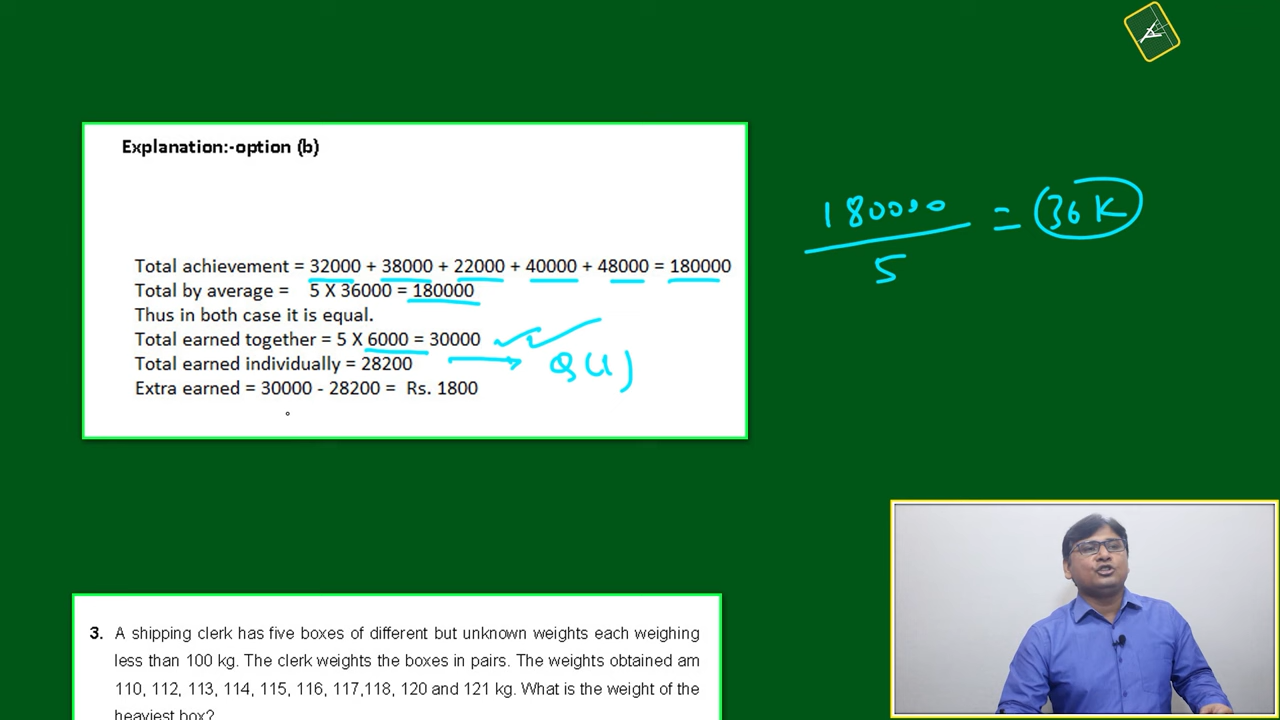 Explanation:-option (b)
Total achievement = 32000 + 38000 + 22000 + 40000 + 48000 = 180000
Total by average = 5 X 36000 = 180000
Thus in both case it is equal.
Total earned together = 5 X 6000 = 30000
Total earned individually = 28200
Extra earned = 30000 - 28200 = Rs. 1800
Q (1)
180000
5
= 36 K
3. A shipping clerk has five boxes of different but unknown weights each weighing
less than 100 kg. The clerk weights the boxes in pairs. The weights obtained am
110, 112, 113, 114, 115, 116, 117,118, 120 and 121 kg. What is the weight of the
heaviest box?